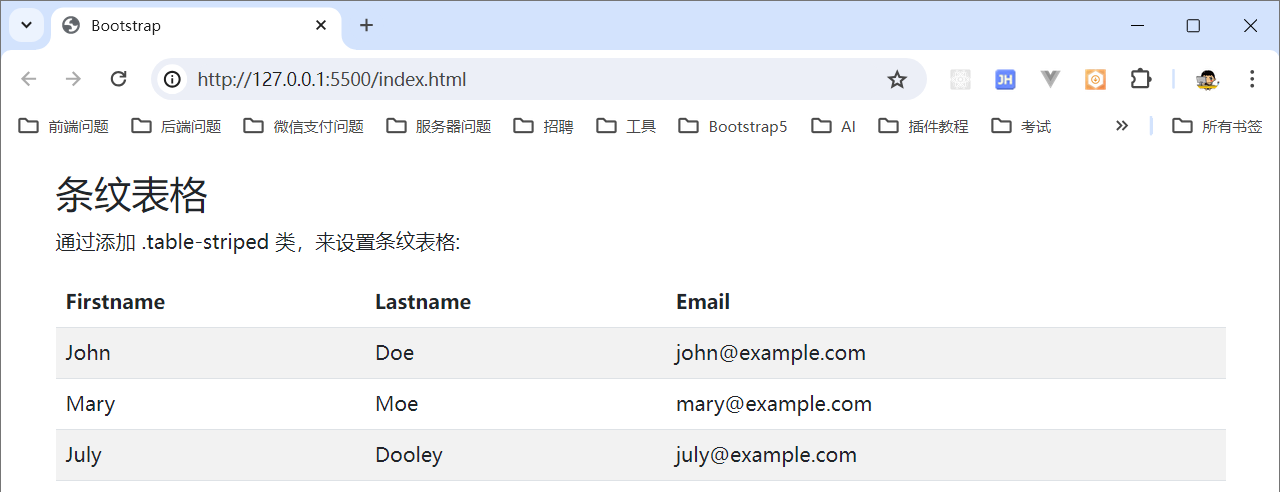 Bootstrap
http://127.0.0.1:5500/index.html
JH
前端问题 后端问题 微信支付问题 服务器问题 招聘 工具 Bootstrap5 AI 插件教程 考试 所有书签
条纹表格
通过添加 .table-striped 类，来设置条纹表格:
Firstname Lastname Email
John Doe john@example.com
Mary Moe mary@example.com
July Dooley july@example.com